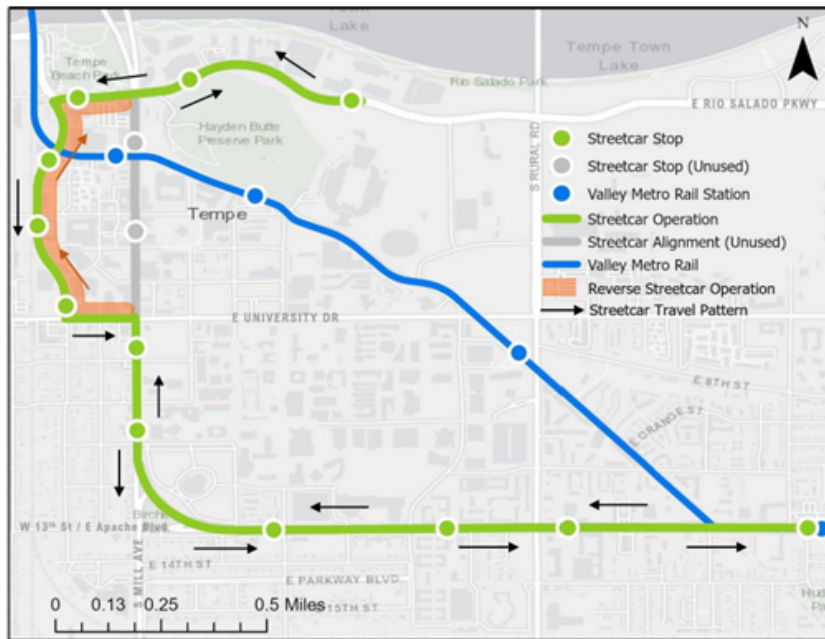 Town
Lake
N
Tempe
Beach Park
Tempe Town
Lake
Rio Salado Park
E RIO SALADO PKWY
Hayden Butte
Preserve Park
S RURAL RD
Streetcar Stop
Streetcar Stop (Unused)
Valley Metro Rail Station
Tempe
Streetcar Operation
Streetcar Alignment (Unused)
Valley Metro Rail
Reverse Streetcar Operation
Streetcar Travel Pattern
E UNIVERSITY DR
E 8TH ST
E ORANGE ST
W 13th St / E Apache Blvd
S MILL AVE
E 14TH ST
E PARKWAY BLVD
15TH ST
0 0.13 0.25 0.5 Miles